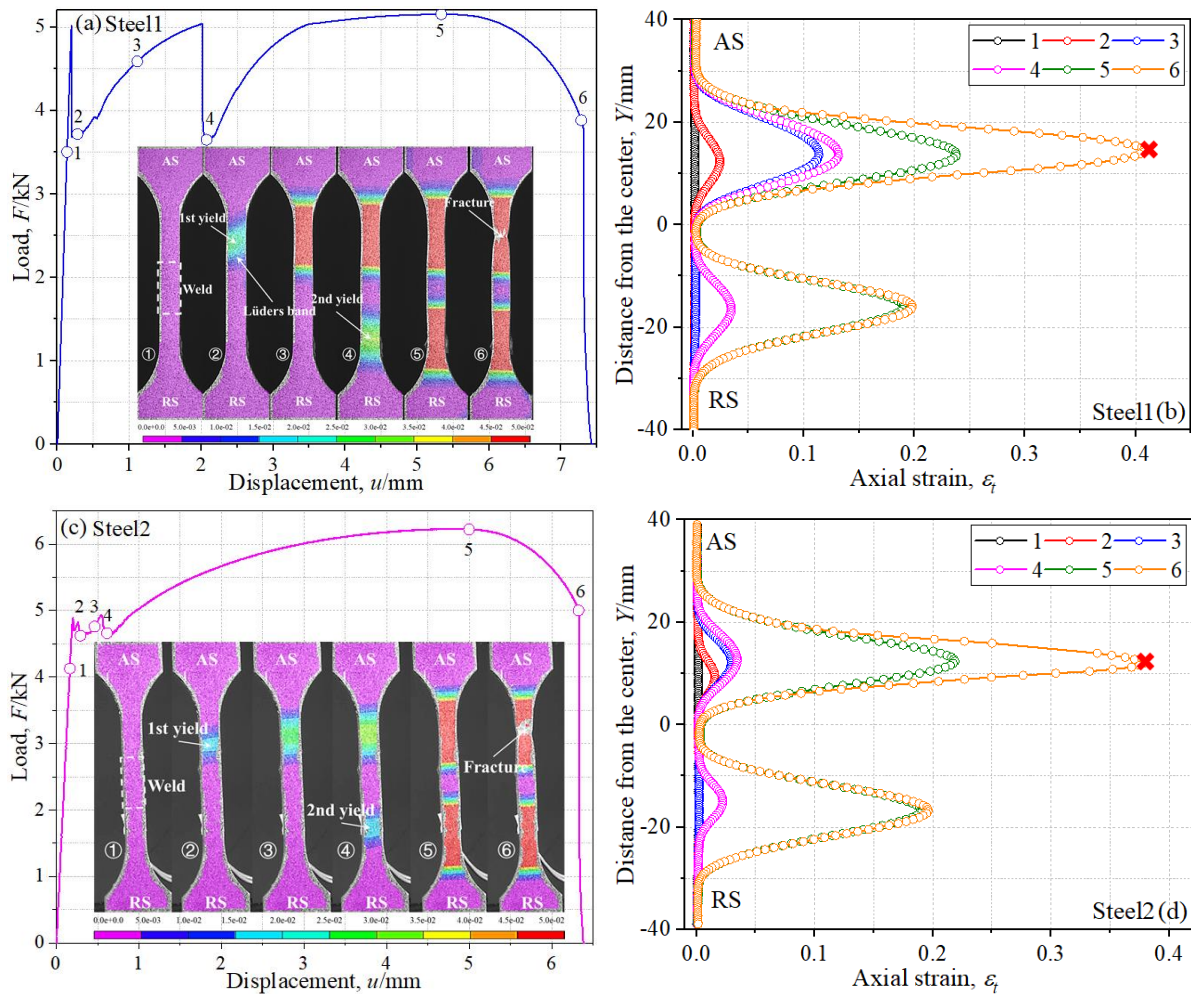 (a) Steel1
5
4
3
2
1
0
Load, F/kN
0 1 2 3 4 5 6 7
Displacement, u/mm
1 2 3 4 5 6
AS AS AS AS AS AS
1st yield
Weld
Lüders band
2nd yield
Fracture
① ② ③ ④ ⑤ ⑥
RS RS RS RS RS RS
0.0e+0.0 5.0e-03 1.0e-02 1.5e-02 2.0e-02 2.5e-02 3.0e-02 3.5e-02 4.0e-02 4.5e-02 5.0e-02
40
20
0
-20
-40
Distance from the center, Y/mm
AS
1 2 3
4 5 6
RS
Steel1 (b)
0.0 0.1 0.2 0.3 0.4
Axial strain, εt
(c) Steel2
6
5
4
3
2
1
0
Load, F/kN
0 1 2 3 4 5 6
Displacement, u/mm
1 2 3 4 5 6
AS AS AS AS AS AS
1st yield
Weld
2nd yield
Fractur
① ② ③ ④ ⑤ ⑥
RS RS RS RS RS RS
0.0e+0.0 5.0e-03 1.0e-02 1.5e-02 2.0e-02 2.5e-02 3.0e-02 3.5e-02 4.0e-02 4.5e-02 5.0e-02
40
20
0
-20
-40
Distance from the center, Y/mm
AS
1 2 3
4 5 6
RS
Steel2 (d)
0.0 0.1 0.2 0.3 0.4
Axial strain, εt